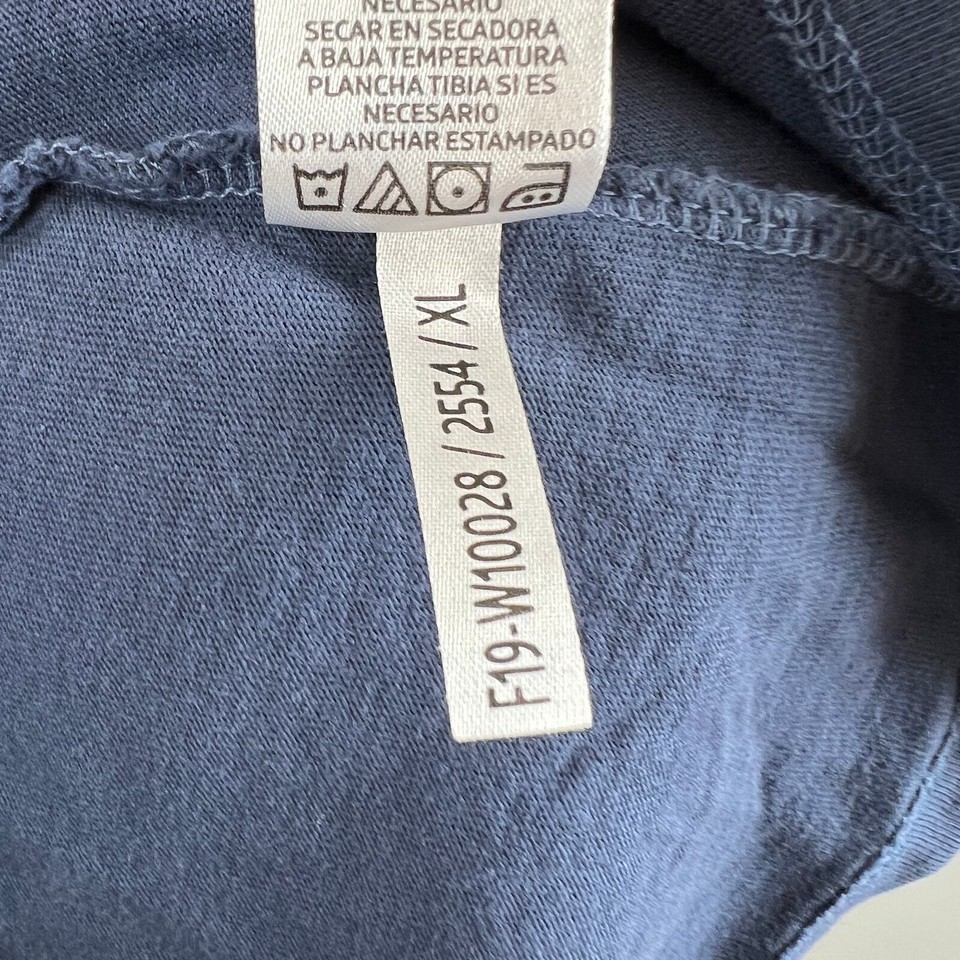 NECESARIO
SECAR EN SECADORA
A BAJA TEMPERATURA
PLANCHA TIBIA SI ES
NECESARIO
NO PLANCHAR ESTAMPADO
F19-W10028 / 2554 / XL